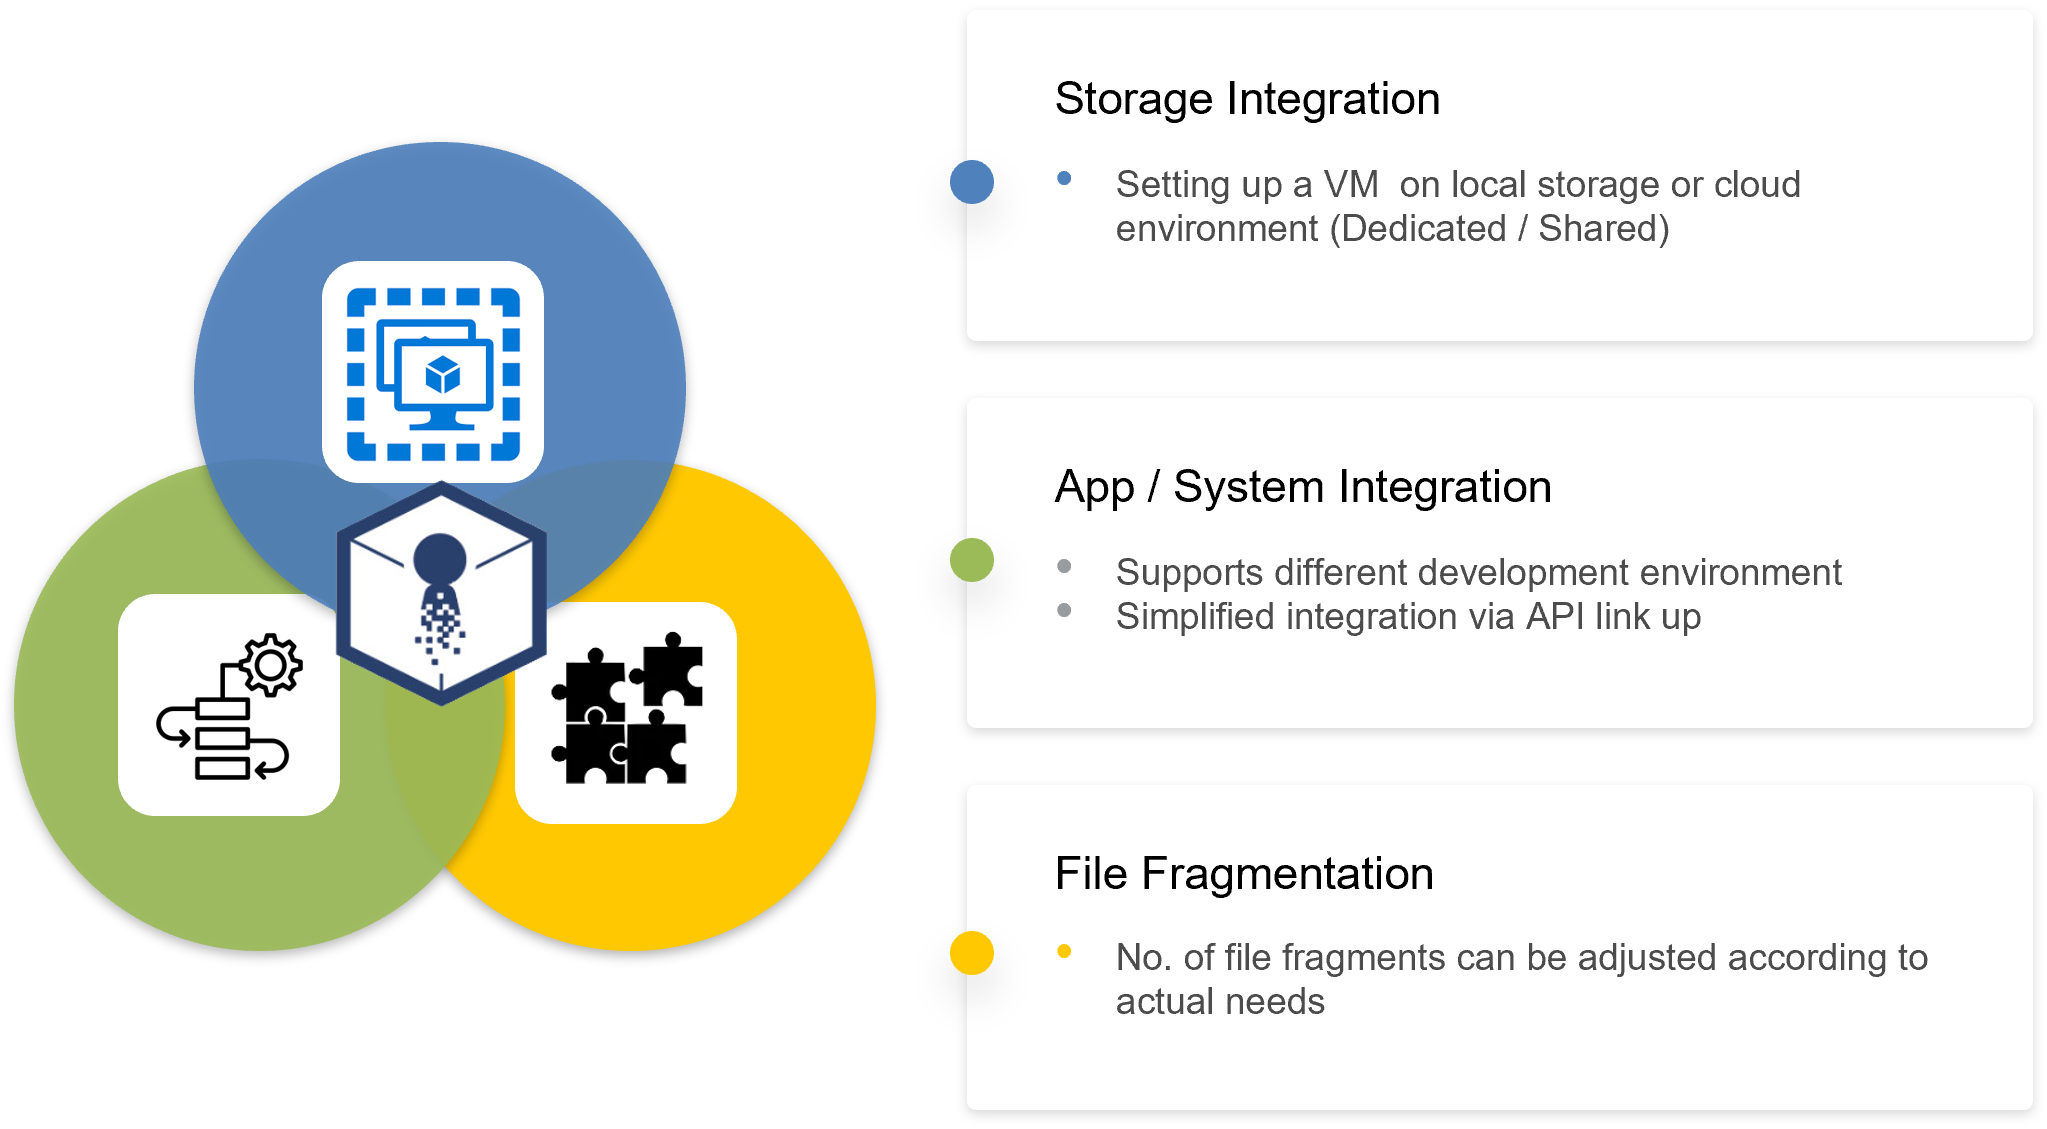 Storage Integration
• Setting up a VM  on local storage or cloud
environment (Dedicated / Shared)
App / System Integration
• Supports different development environment
• Simplified integration via API link up
File Fragmentation
• No. of file fragments can be adjusted according to
actual needs